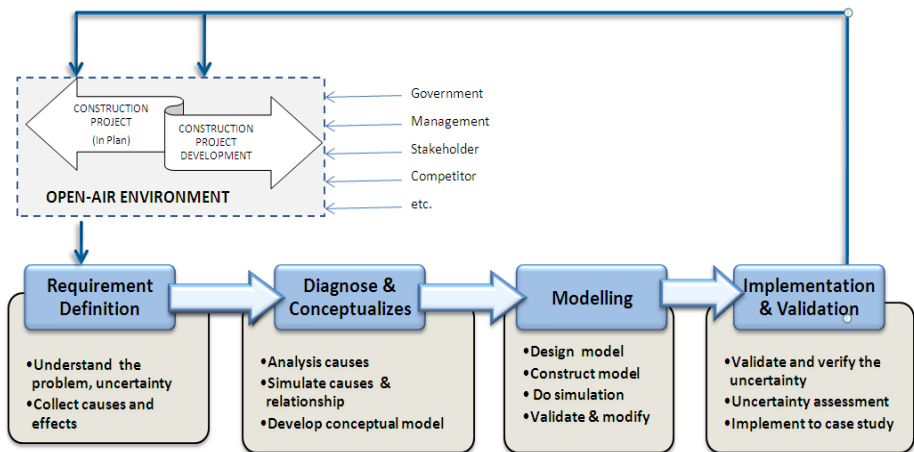 CONSTRUCTION
PROJECT
(In Plan)
CONSTRUCTION
PROJECT
DEVELOPMENT
OPEN-AIR ENVIRONMENT
Government
Management
Stakeholder
Competitor
etc.
Requirement
Definition
•Understand the
problem, uncertainty
•Collect causes and
effects
Diagnose &
Conceptualizes
•Analysis causes
•Simulate causes &
relationship
•Develop conceptual model
Modelling
•Design model
•Construct model
• Do simulation
•Validate & modify
Implementation
& Validation
•Validate and verify the
uncertainty
•Uncertainty assessment
•Implement to case study